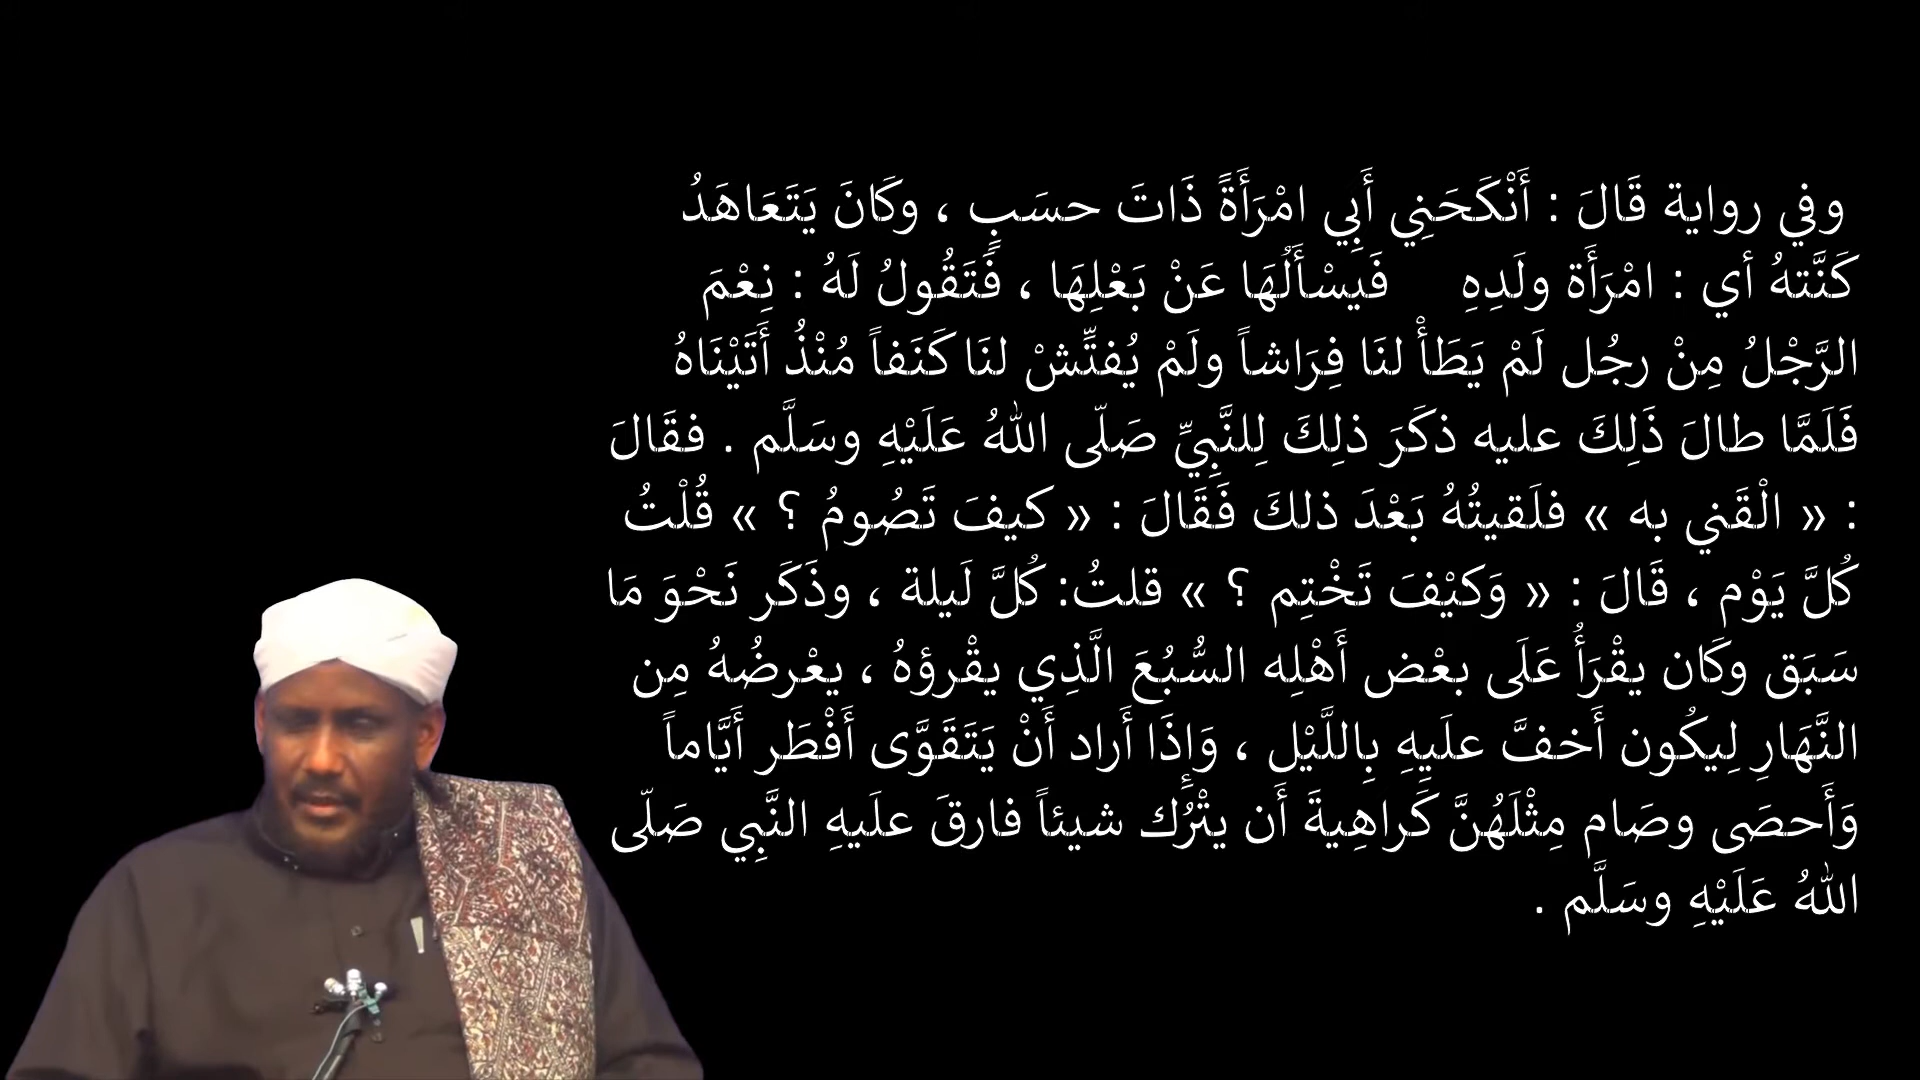 وفي رواية قَالَ : أَنْكَحَنِي أَبِي امْرَأَةً ذَاتَ حسَبٍ ، وكَانَ يَتَعَاهَدُ
كَنَّتهُ أي : امْرَأَة ولَدِهِ فَيسْأَلُهَا عَنْ بَعْلِهَا ، فَتَقُولُ لَهُ : نِعْمَ
الرَّجْلُ مِنْ رجُل لَمْ يَطَأْ لنَا فِرَاشاً ولَمْ يُفتِّشْ لنَا كَنَفاً مُنْذُ أَتَيْنَاهُ
فَلَمَّا طالَ ذَلِكَ عليه ذكَرَ ذلِكَ لِلنَّبِيِّ صَلّى اللهُ عَلَيْهِ وسَلَّم . فقَالَ
: « الْقَني به » فلَقيتُهُ بَعْدَ ذلكَ فَقَالَ : « كيفَ تَصُومُ ؟ » قُلْتُ
كُلَّ يَوْم ، قَالَ : « وَكيْفَ تَخْتِم ؟ » قلتُ: كُلَّ لَيلة ، وذَكَر نَحْوَ مَا
سَبَق وكَان يقْرَأُ عَلَى بعْض أَهْلِه السُّبُعَ الَّذِي يقْرؤهُ ، يعْرضُهُ مِن
النَّهَارِ لِيكُون أَخفَّ علَيهِ بِاللَّيْل ، وَإِذَا أَراد أَنْ يَتَقَوَّى أَفْطَر أَيَّاماً
وَأَحصَى وصَام مِثْلَهُنَّ كَراهِيةَ أَن يتْرُك شيئاً فارقَ علَيهِ النَّبِي صَلّى
اللهُ عَلَيْهِ وسَلَّم .